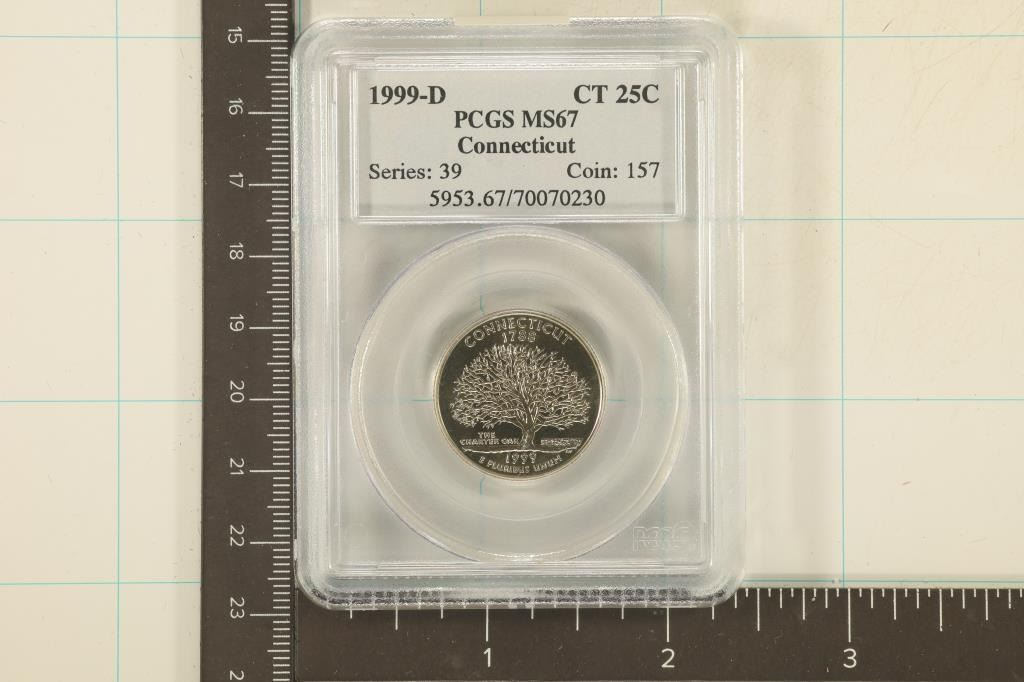 1999-D CT 25C
PCGS MS67
Connecticut
Series: 39 Coin: 157
5953.67/70070230
CONNECTICUT
1788
THE
CHARTER OAK
1999
E PLURIBUS UNUM
PCGS
15
16
17
18
19
20
21
22
23
1 2 3